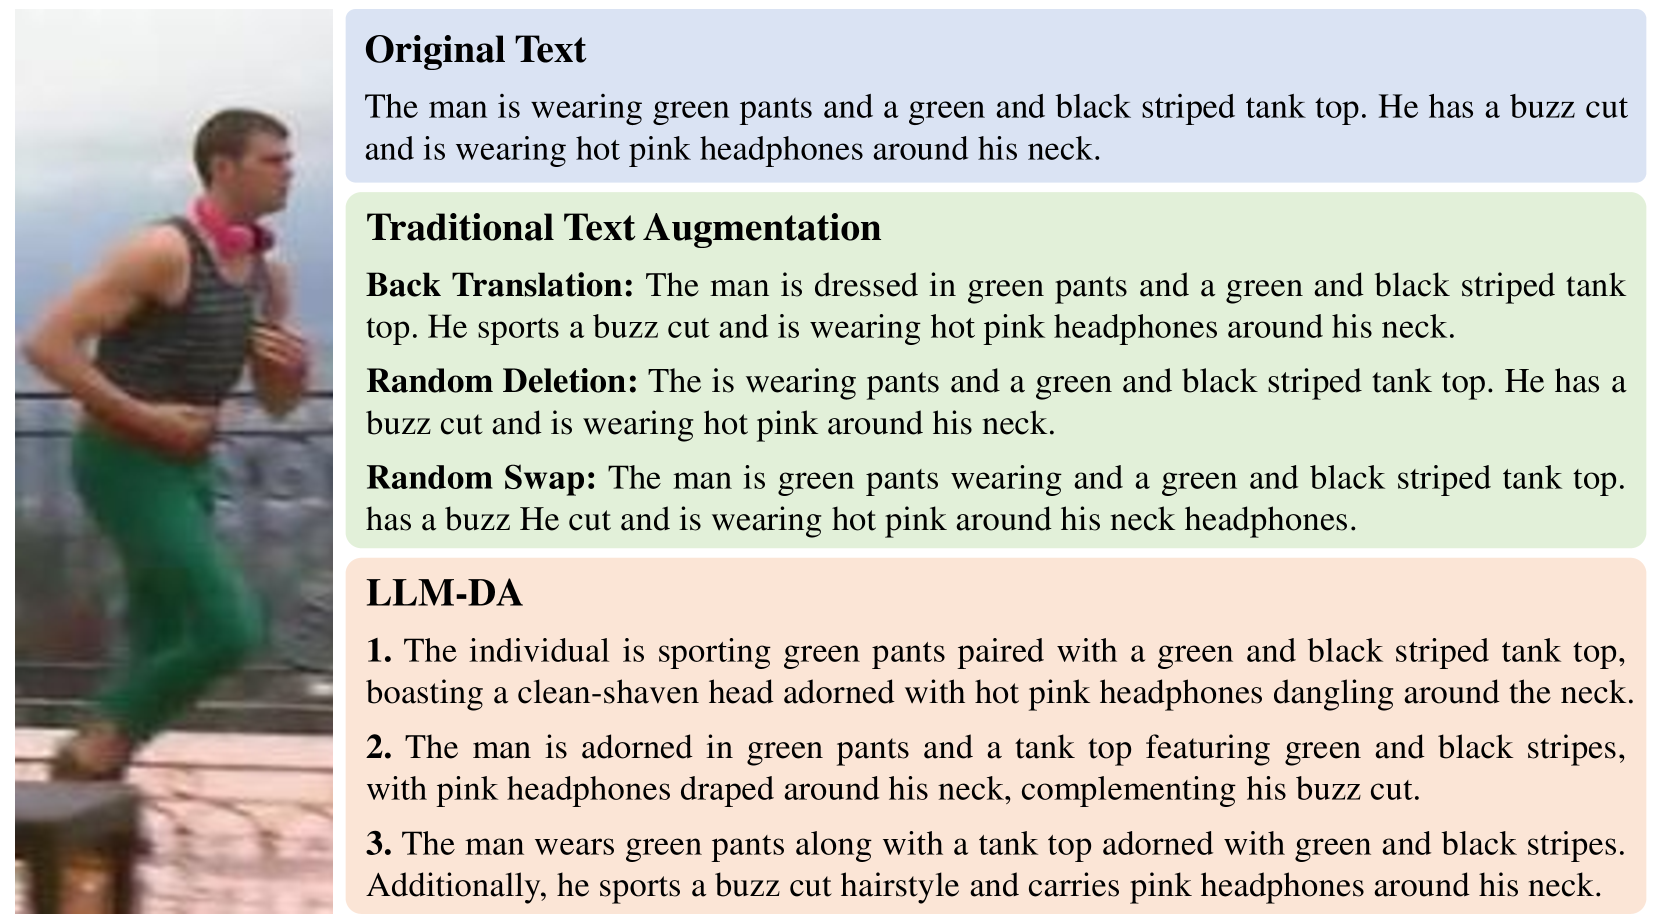 Original Text
The man is wearing green pants and a green and black striped tank top. He has a buzz cut
and is wearing hot pink headphones around his neck.
Traditional Text Augmentation
Back Translation: The man is dressed in green pants and a green and black striped tank
top. He sports a buzz cut and is wearing hot pink headphones around his neck.
Random Deletion: The is wearing pants and a green and black striped tank top. He has a
buzz cut and is wearing hot pink around his neck.
Random Swap: The man is green pants wearing and a green and black striped tank top.
has a buzz He cut and is wearing hot pink around his neck headphones.
LLM-DA
1. The individual is sporting green pants paired with a green and black striped tank top,
boasting a clean-shaven head adorned with hot pink headphones dangling around the neck.
2. The man is adorned in green pants and a tank top featuring green and black stripes,
with pink headphones draped around his neck, complementing his buzz cut.
3. The man wears green pants along with a tank top adorned with green and black stripes.
Additionally, he sports a buzz cut hairstyle and carries pink headphones around his neck.